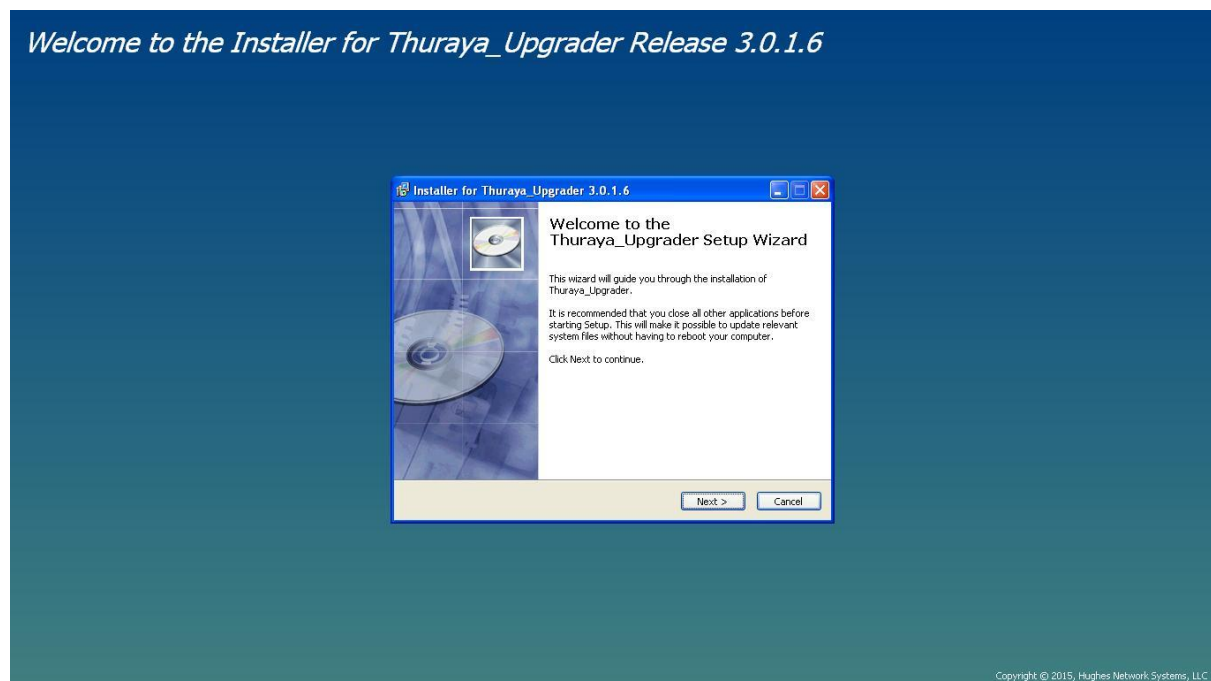 Welcome to the Installer for Thuraya_Upgrader Release 3.0.1.6
Installer for Thuraya_Upgrader 3.0.1.6
Welcome to the
Thuraya_Upgrader Setup Wizard
This wizard will guide you through the installation of
Thuraya_Upgrader.
It is recommended that you close all other applications before
starting Setup. This will make it possible to update relevant
system files without having to reboot your computer.
Click Next to continue.
Next >
Cancel
Copyright © 2015, Hughes Network Systems, LLC